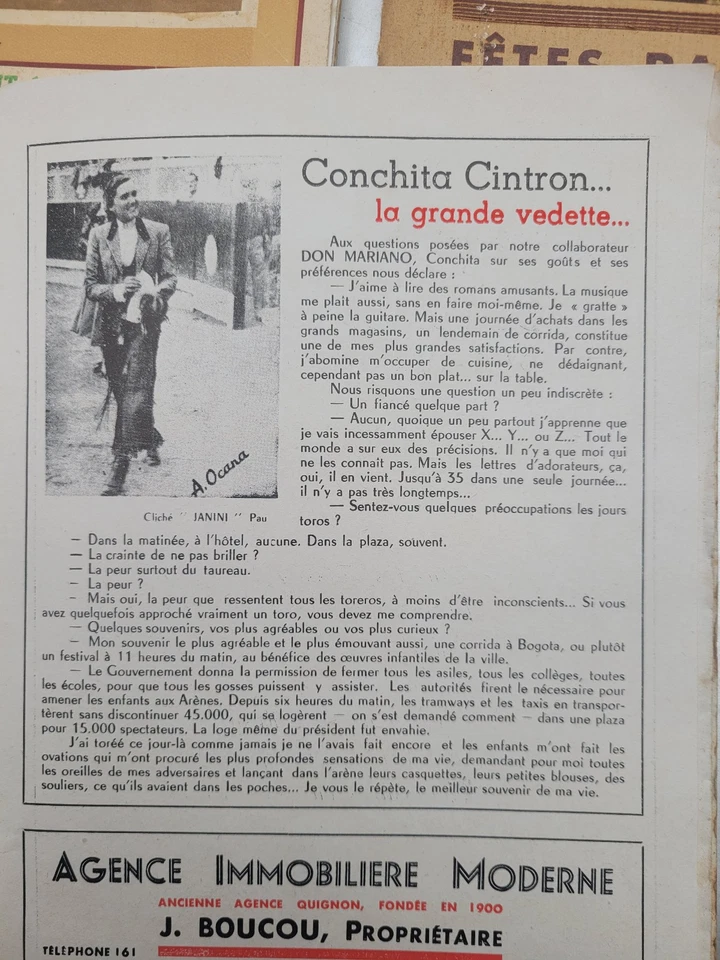 FÊTES
Conchita Cintron...
la grande vedette...
Aux questions posées par notre collaborateur
DON MARIANO, Conchita sur ses goûts et ses
préférences nous déclare :
— J'aime à lire des romans amusants. La musique
me plait aussi, sans en faire moi-même. Je « gratte »
à peine la guitare. Mais une journée d'achats dans les
grands magasins, un lendemain de corrida, constitue
une de mes plus grandes satisfactions. Par contre,
j'abomine m'occuper de cuisine, ne dédaignant,
cependant pas un bon plat... sur la table.
Nous risquons une question un peu indiscrète :
— Un fiancé quelque part ?
— Aucun, quoique un peu partout j'apprenne que
je vais incessamment épouser X... Y... ou Z... Tout le
monde a sur eux des précisions. Il n'y a que moi qui
ne les connait pas. Mais les lettres d'adorateurs, ça,
oui, il en vient. Jusqu'à 35 dans une seule journée...
il n'y a pas très longtemps...
— Sentez-vous quelques préoccupations les jours
toros ?
A. Ocana
Cliché " JANINI " Pau
— Dans la matinée, à l'hôtel, aucune. Dans la plaza, souvent.
— La crainte de ne pas briller ?
— La peur surtout du taureau.
— La peur ?
— Mais oui, la peur que ressentent tous les toreros, à moins d'être inconscients... Si vous
avez quelquefois approché vraiment un toro, vous devez me comprendre.
— Quelques souvenirs, vos plus agréables ou vos plus curieux ?
— Mon souvenir le plus agréable et le plus émouvant aussi, une corrida à Bogota, ou plutôt
un festival à 11 heures du matin, au bénéfice des œuvres infantiles de la ville.
— Le Gouvernement donna la permission de fermer tous les asiles, tous les collèges, toutes
les écoles, pour que tous les gosses puissent y assister. Les autorités firent le nécessaire pour
amener les enfants aux Arènes. Depuis six heures du matin, les tramways et les taxis en transpor-
tèrent sans discontinuer 45.000, qui se logèrent — on s'est demandé comment — dans une plaza
pour 15.000 spectateurs. La loge même du président fut envahie.
J'ai toréé ce jour-là comme jamais je ne l'avais fait encore et les enfants m'ont fait les
ovations qui m'ont procuré les plus profondes sensations de ma vie, demandant pour moi toutes
les oreilles de mes adversaires et lançant dans l'arène leurs casquettes, leurs petites blouses, des
souliers, ce qu'ils avaient dans les poches... Je vous le répète, le meilleur souvenir de ma vie.
AGENCE IMMOBILIERE MODERNE
ANCIENNE AGENCE QUIGNON, FONDÉE EN 1900
J. BOUCOU, PROPRIÉTAIRE
TÉLÉPHONE 161